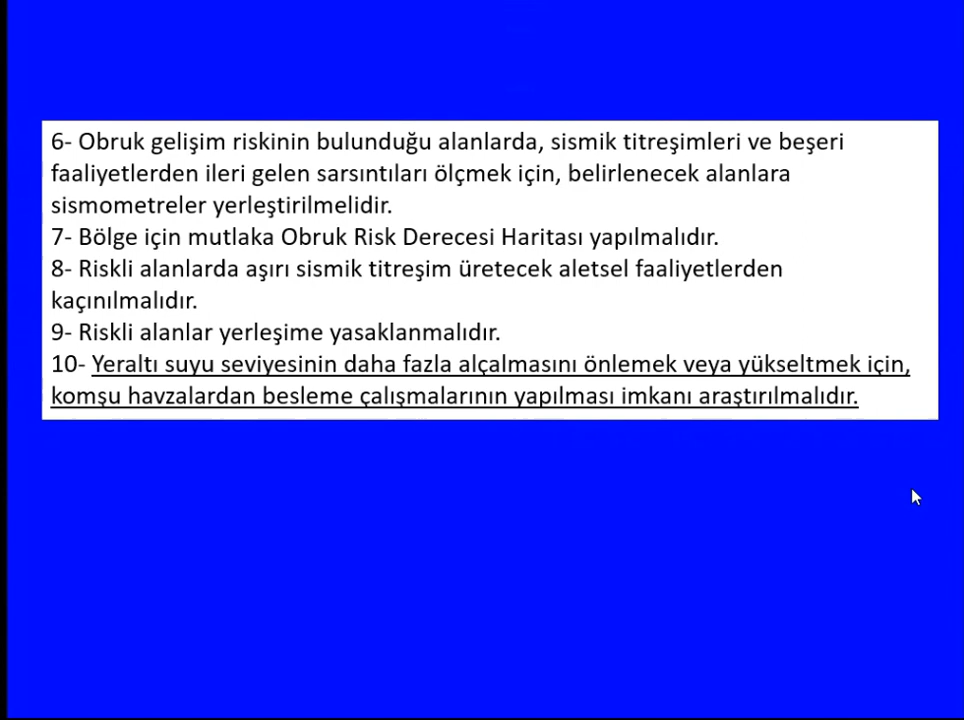 6- Obruk gelişim riskinin bulunduğu alanlarda, sismik titreşimleri ve beşeri
faaliyetlerden ileri gelen sarsıntıları ölçmek için, belirlenecek alanlara
sismometreler yerleştirilmelidir.
7- Bölge için mutlaka Obruk Risk Derecesi Haritası yapılmalıdır.
8- Riskli alanlarda aşırı sismik titreşim üretecek aletsel faaliyetlerden
kaçınılmalıdır.
9- Riskli alanlar yerleşime yasaklanmalıdır.
10- Yeraltı suyu seviyesinin daha fazla alçalmasını önlemek veya yükseltmek için,
komşu havzalardan besleme çalışmalarının yapılması imkanı araştırılmalıdır.